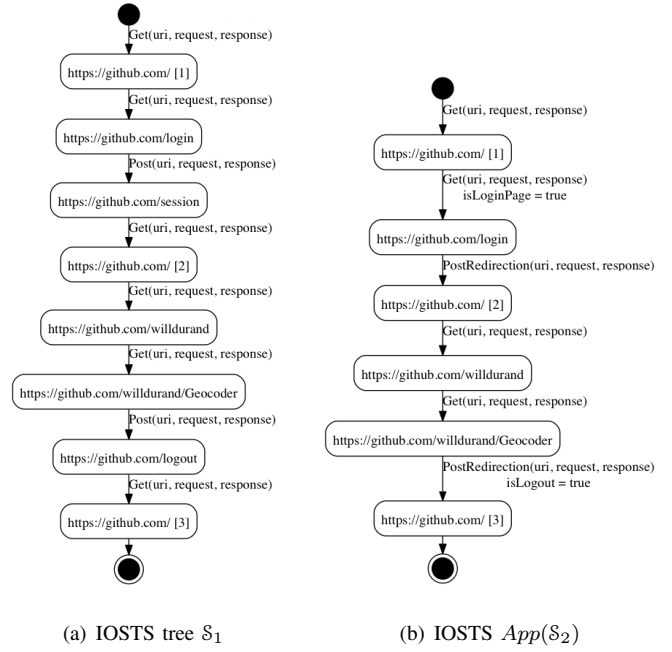 Get(uri, request, response)
https://github.com/ [1]
Get(uri, request, response)
https://github.com/login
Post(uri, request, response)
https://github.com/session
Get(uri, request, response)
https://github.com/ [2]
Get(uri, request, response)
https://github.com/willdurand
Get(uri, request, response)
https://github.com/willdurand/Geocoder
Post(uri, request, response)
https://github.com/logout
Get(uri, request, response)
https://github.com/ [3]
(a) IOSTS tree S₁
Get(uri, request, response)
https://github.com/ [1]
Get(uri, request, response)
isLoginPage = true
https://github.com/login
PostRedirection(uri, request, response)
https://github.com/ [2]
Get(uri, request, response)
https://github.com/willdurand
Get(uri, request, response)
https://github.com/willdurand/Geocoder
PostRedirection(uri, request, response)
isLogout = true
https://github.com/ [3]
(b) IOSTS App(S₂)